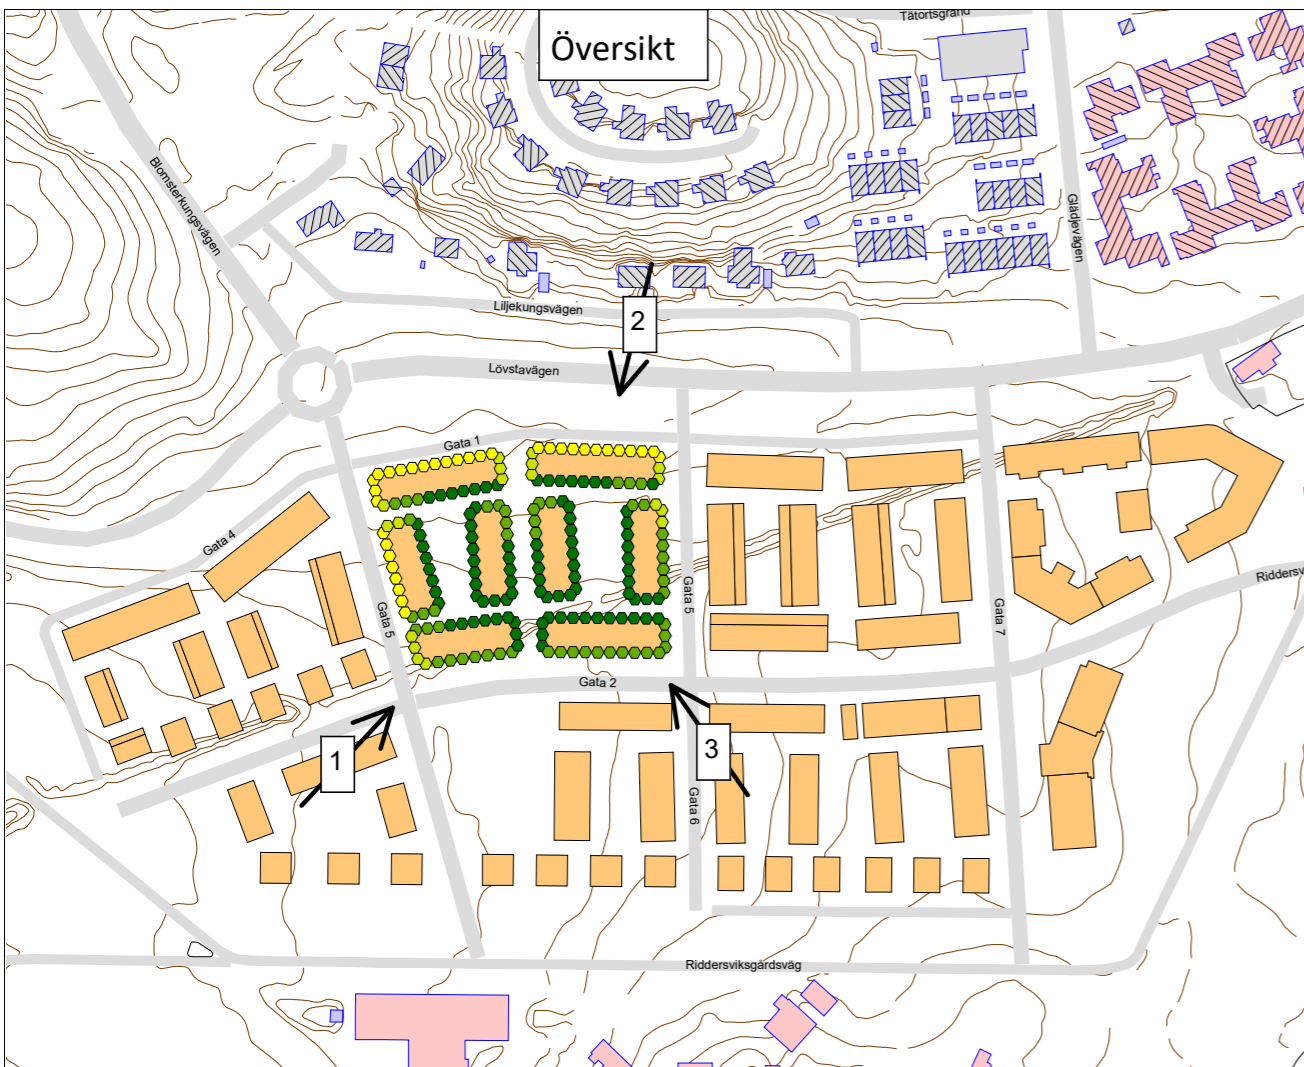 Tätortsgränd
Översikt
Blomsterkungsvägen
Glädjevägen
Liljekungsvägen
2
Lövstavägen
Gata 1
Gata 4
Riddersv
Gata 5
Gata 5
Gata 7
Gata 2
1
3
Gata 6
Riddersviksgårdsväg